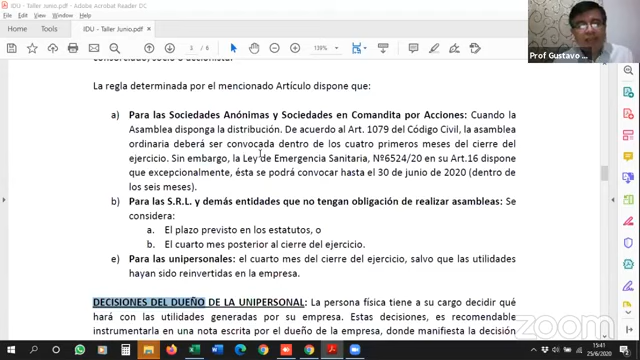 IDU - Taller Junio.pdf - Adobe Acrobat Reader DC
Home
Tools
IDU - Taller Junio.pdf
3 / 6
139%
consorciado/socio o accionista.
La regla determinada por el mencionado Artículo dispone que:
a) Para las Sociedades Anónimas y Sociedades en Comandita por Acciones: Cuando la
Asamblea disponga la distribución. De acuerdo al Art. 1079 del Código Civil, la asamblea
ordinaria deberá ser convocada dentro de los cuatro primeros meses del cierre del
ejercicio. Sin embargo, la Ley de Emergencia Sanitaria, Nº6524/20 en su Art.16 dispone
que excepcionalmente, ésta se podrá convocar hasta el 30 de junio de 2020 (dentro de
los seis meses).
b) Para las S.R.L. y demás entidades que no tengan obligación de realizar asambleas: Se
considera:
a. El plazo previsto en los estatutos, o
b. El cuarto mes posterior al cierre del ejercicio.
e) Para las unipersonales: el cuarto mes del cierre del ejercicio, salvo que las utilidades
hayan sido reinvertidas en la empresa.
DECISIONES DEL DUEÑO DE LA UNIPERSONAL: La persona física tiene a su cargo decidir qué
hará con las utilidades generadas por su empresa. Estas decisiones, es recomendable
instrumentarla en una nota escrita por el dueño de la empresa, donde manifiesta la decisión
Prof Gustavo ...
zoom
15:41
25/6/2020